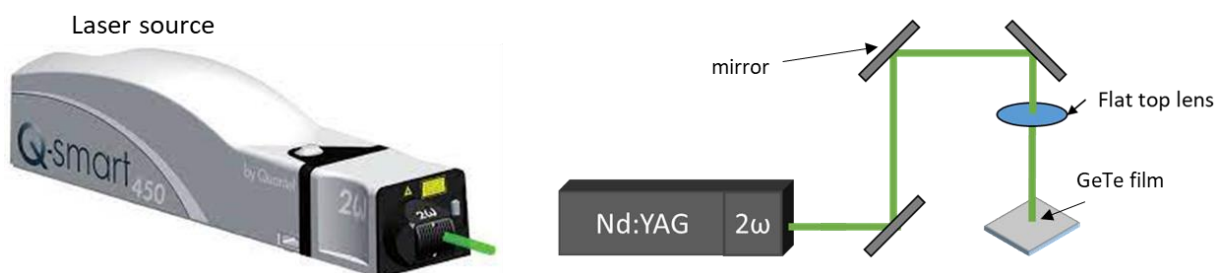 Laser source
Q-smart 450
by Quantel
2ω
2ω
mirror
Flat top lens
GeTe film
Nd:YAG
2ω